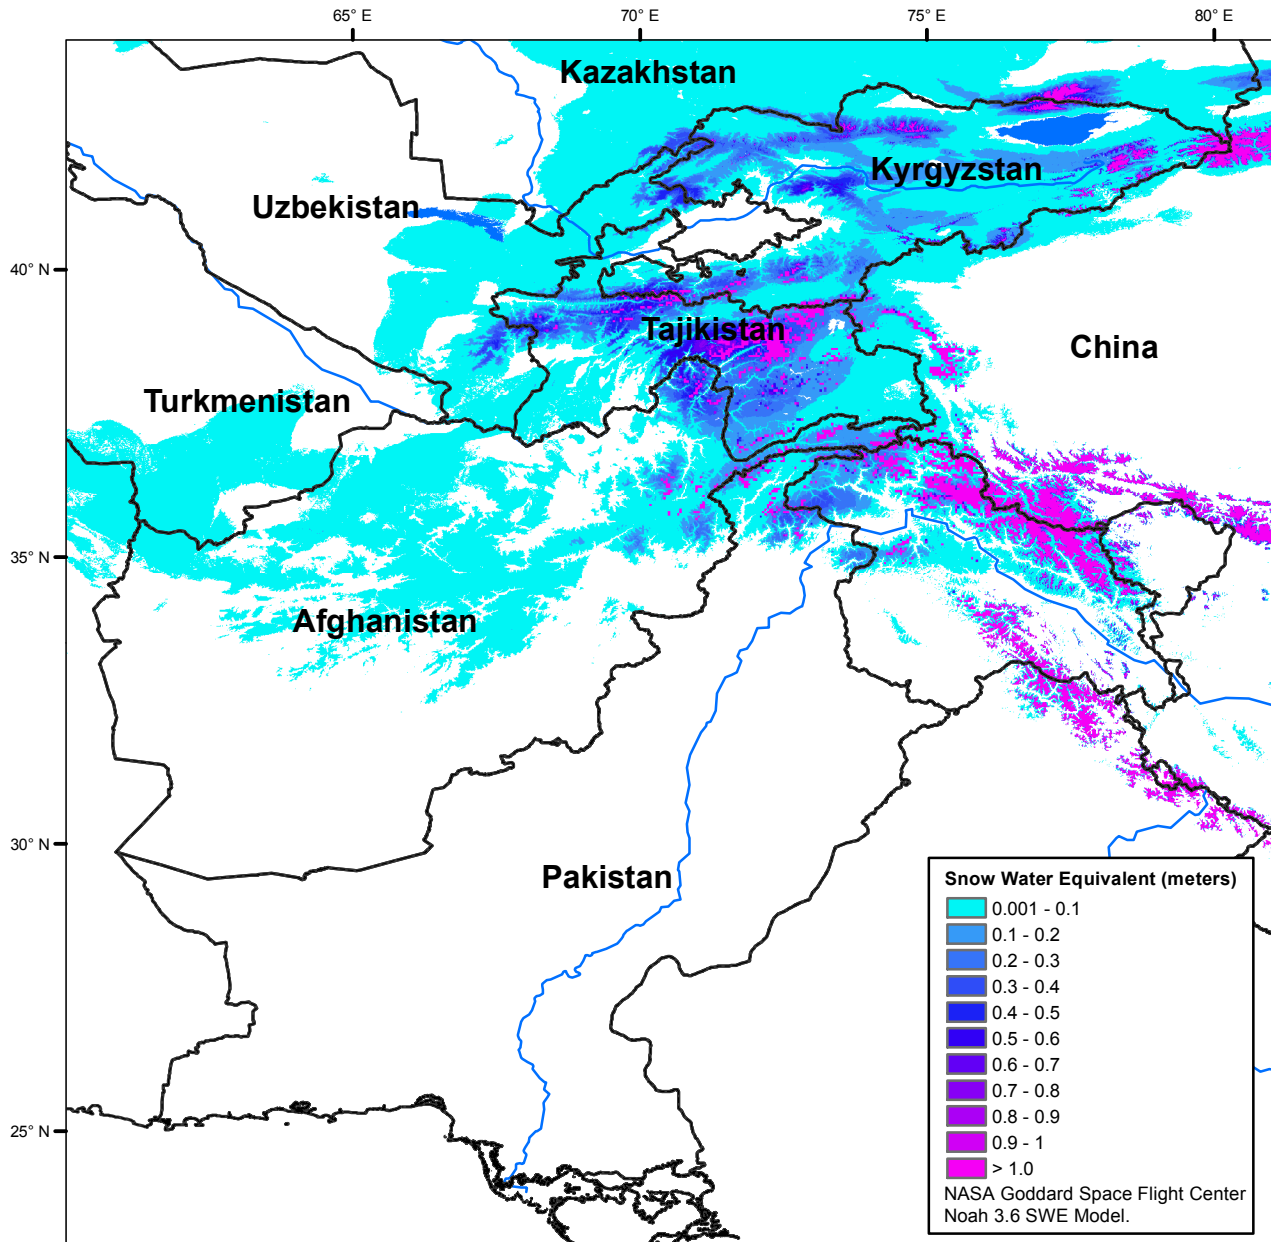 65° E
70° E
75° E
80° E
Kazakhstan
Kyrgyzstan
Uzbekistan
40° N
Tajikistan
China
Turkmenistan
35° N
Afghanistan
30° N
Pakistan
25° N
Snow Water Equivalent (meters)
0.001 - 0.1
0.1 - 0.2
0.2 - 0.3
0.3 - 0.4
0.4 - 0.5
0.5 - 0.6
0.6 - 0.7
0.7 - 0.8
0.8 - 0.9
0.9 - 1
> 1.0
NASA Goddard Space Flight Center
Noah 3.6 SWE Model.